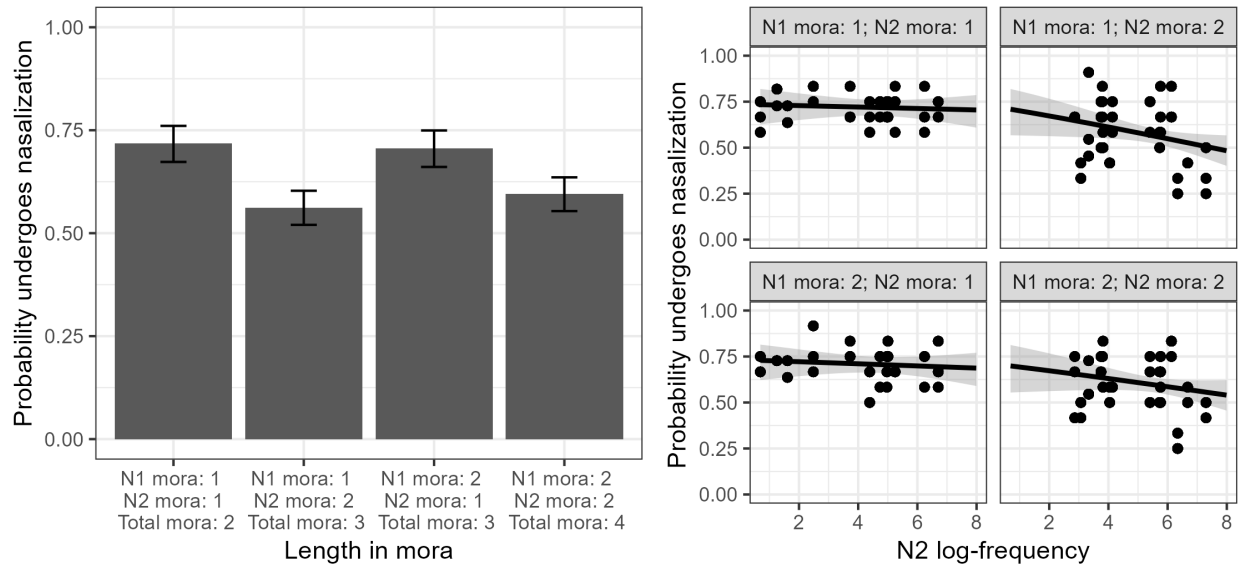 Probability undergoes nasalization
1.00
0.75
0.50
0.25
0.00
N1 mora: 1
N2 mora: 1
Total mora: 2
N1 mora: 1
N2 mora: 2
Total mora: 3
N1 mora: 2
N2 mora: 1
Total mora: 3
N1 mora: 2
N2 mora: 2
Total mora: 4
Length in mora
Probability undergoes nasalization
N1 mora: 1; N2 mora: 1
N1 mora: 1; N2 mora: 2
1.00
0.75
0.50
0.25
0.00
N1 mora: 2; N2 mora: 1
N1 mora: 2; N2 mora: 2
1.00
0.75
0.50
0.25
0.00
2 4 6 8
2 4 6 8
N2 log-frequency